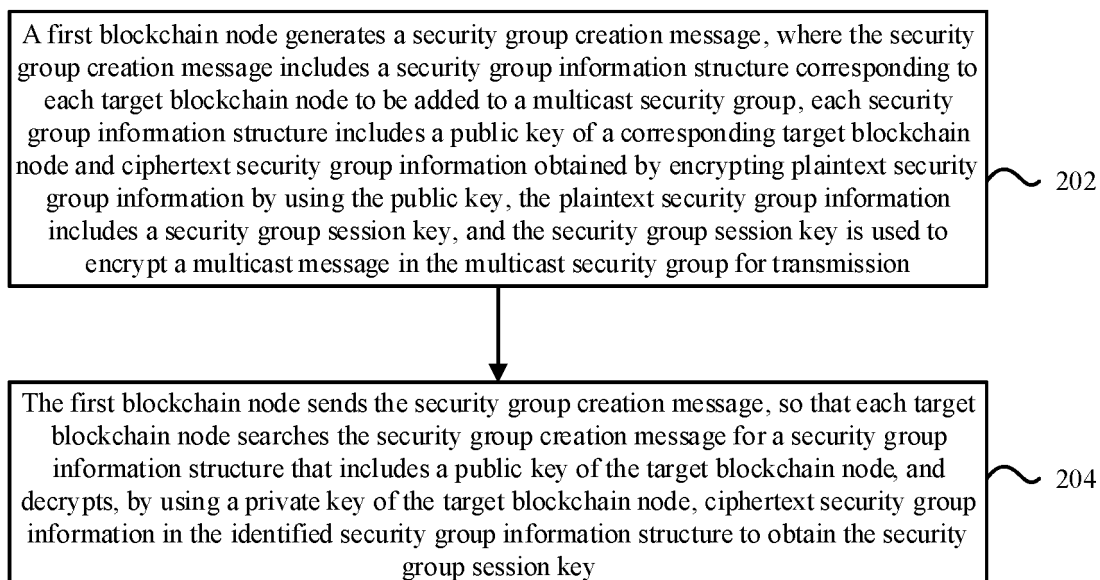 A first blockchain node generates a security group creation message, where the security
group creation message includes a security group information structure corresponding to
each target blockchain node to be added to a multicast security group, each security
group information structure includes a public key of a corresponding target blockchain
node and ciphertext security group information obtained by encrypting plaintext security
group information by using the public key, the plaintext security group information
includes a security group session key, and the security group session key is used to
encrypt a multicast message in the multicast security group for transmission
202
The first blockchain node sends the security group creation message, so that each target
blockchain node searches the security group creation message for a security group
information structure that includes a public key of the target blockchain node, and
decrypts, by using a private key of the target blockchain node, ciphertext security group
information in the identified security group information structure to obtain the security
group session key
204